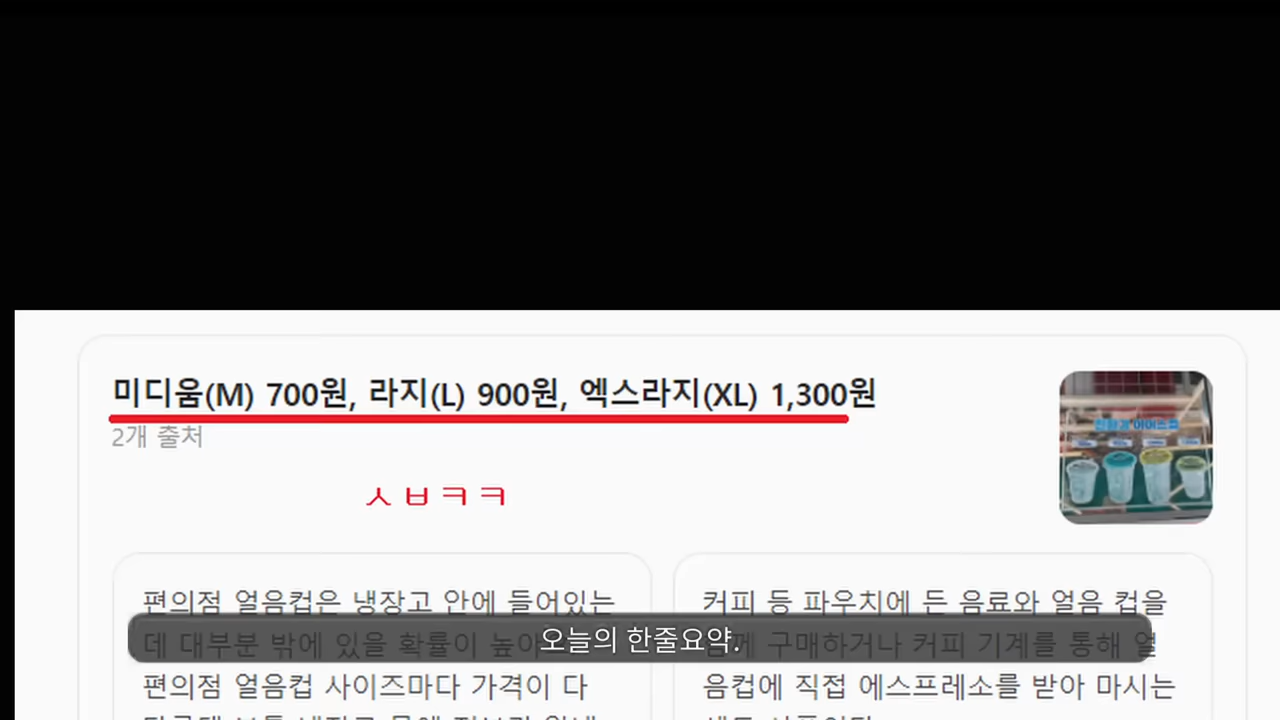 미디움(M) 700원, 라지(L) 900원, 엑스라지(XL) 1,300원
2개 출처
ㅅㅂㅋㅋ
편의점 얼음컵은 냉장고 안에 들어있는
데 대부분 밖에 있을 확률이 높아
편의점 얼음컵 사이즈마다 가격이 다
커피 등 파우치에 든 음료와 얼음 컵을
함께 구매하거나 커피 기계를 통해 얼
음컵에 직접 에스프레소를 받아 마시는
오늘의 한줄요약.